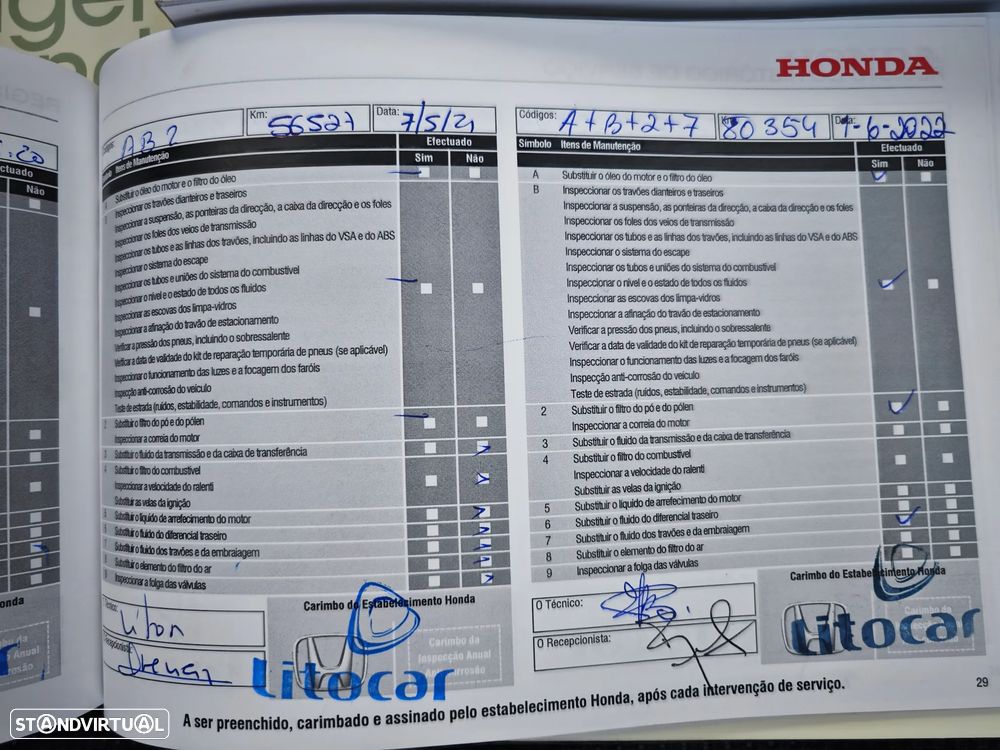 HONDA
Km: 56527
Data: 7/5/21
A B 2
Itens de Manutenção
Efectuado
Sim Não
Substituir o óleo do motor e o filtro do óleo
Inspeccionar os travões dianteiros e traseiros
Inspeccionar a suspensão, as ponteiras da direcção, a caixa da direcção e os foles
Inspeccionar os foles dos veios de transmissão
Inspeccionar os tubos e as linhas dos travões, incluindo as linhas do VSA e do ABS
Inspeccionar o sistema do escape
Inspeccionar os tubos e uniões do sistema do combustível
Inspeccionar o nível e o estado de todos os fluidos
Inspeccionar as escovas dos limpa-vidros
Inspeccionar a afinação do travão de estacionamento
Verificar a pressão dos pneus, incluindo o sobressalente
Verificar a data de validade do kit de reparação temporária de pneus (se aplicável)
Inspeccionar o funcionamento das luzes e a focagem dos faróis
Inspecção anti-corrosão do veículo
Teste de estrada (ruídos, estabilidade, comandos e instrumentos)
2 Substituir o filtro do pó e do pólen
Inspeccionar a correia do motor
3 Substituir o fluido da transmissão e da caixa de transferência
4 Substituir o filtro do combustível
Inspeccionar a velocidade do ralenti
Substituir as velas da ignição
Substituir o líquido de arrefecimento do motor
Substituir o fluido do diferencial traseiro
Substituir o fluido dos travões e da embraiagem
Substituir o elemento do filtro do ar
Inspeccionar a folga das válvulas
Técnico:
Recepcionista:
Carimbo do Estabelecimento Honda
Carimbo da
Inspecção Anual
Anti-Corrosão
Litocar
Códigos: A+B+2+7
80354
Data: 1-6-2022
Símbolo Itens de Manutenção
Efectuado
Sim Não
A Substituir o óleo do motor e o filtro do óleo
B Inspeccionar os travões dianteiros e traseiros
Inspeccionar a suspensão, as ponteiras da direcção, a caixa da direcção e os foles
Inspeccionar os foles dos veios de transmissão
Inspeccionar os tubos e as linhas dos travões, incluindo as linhas do VSA e do ABS
Inspeccionar o sistema do escape
Inspeccionar os tubos e uniões do sistema do combustível
Inspeccionar o nível e o estado de todos os fluidos
Inspeccionar as escovas dos limpa-vidros
Inspeccionar a afinação do travão de estacionamento
Verificar a pressão dos pneus, incluindo o sobressalente
Verificar a data de validade do kit de reparação temporária de pneus (se aplicável)
Inspeccionar o funcionamento das luzes e a focagem dos faróis
Inspecção anti-corrosão do veículo
Teste de estrada (ruídos, estabilidade, comandos e instrumentos)
2 Substituir o filtro do pó e do pólen
Inspeccionar a correia do motor
3 Substituir o fluido da transmissão e da caixa de transferência
4 Substituir o filtro do combustível
Inspeccionar a velocidade do ralenti
Substituir as velas da ignição
5 Substituir o líquido de arrefecimento do motor
6 Substituir o fluido do diferencial traseiro
7 Substituir o fluido dos travões e da embraiagem
8 Substituir o elemento do filtro do ar
9 Inspeccionar a folga das válvulas
O Técnico:
O Recepcionista:
Carimbo do Estabelecimento Honda
Litocar
A ser preenchido, carimbado e assinado pelo estabelecimento Honda, após cada intervenção de serviço.
29
STANDVIRTUAL